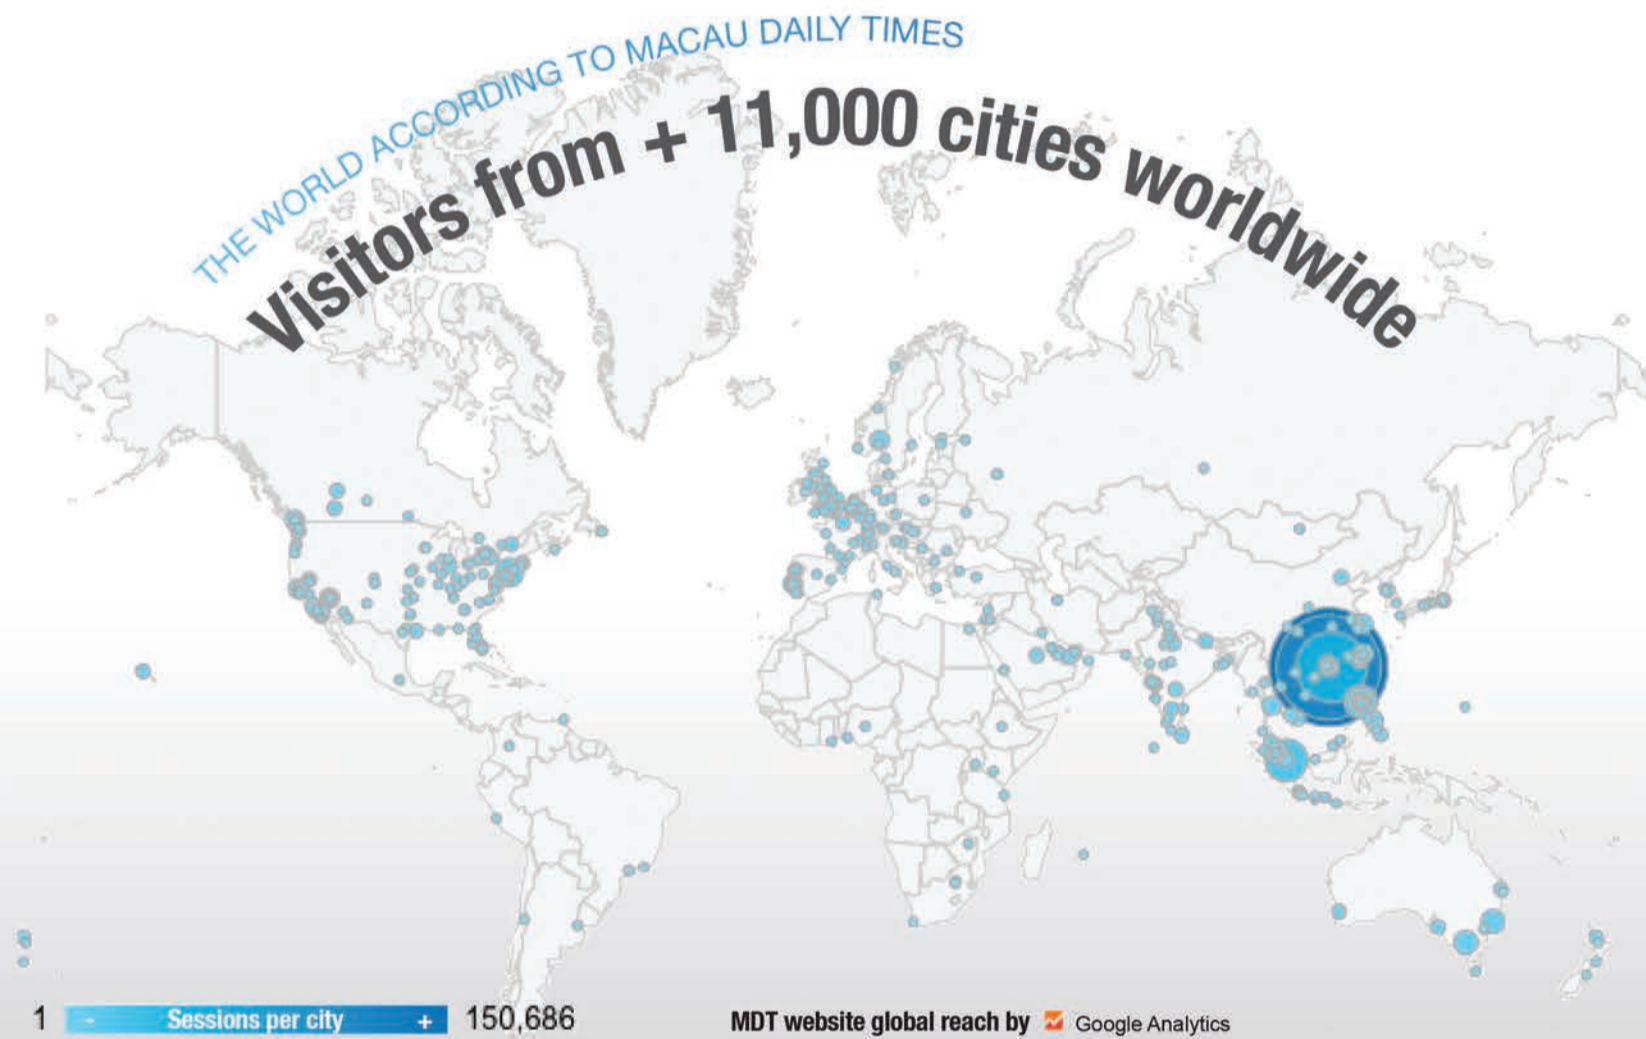 THE WORLD ACCORDING TO MACAU DAILY TIMES
Visitors from + 11,000 cities worldwide
1 - Sessions per city + 150,686
MDT website global reach by Google Analytics